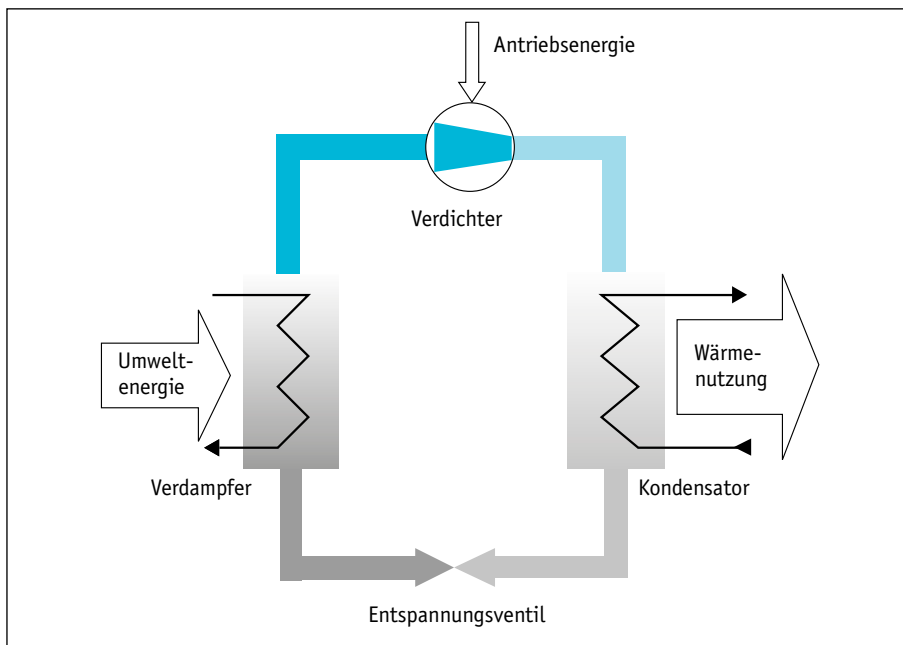 Antriebsenergie
Verdichter
Umwelt-
energie
Wärme-
nutzung
Verdampfer
Kondensator
Entspannungsventil